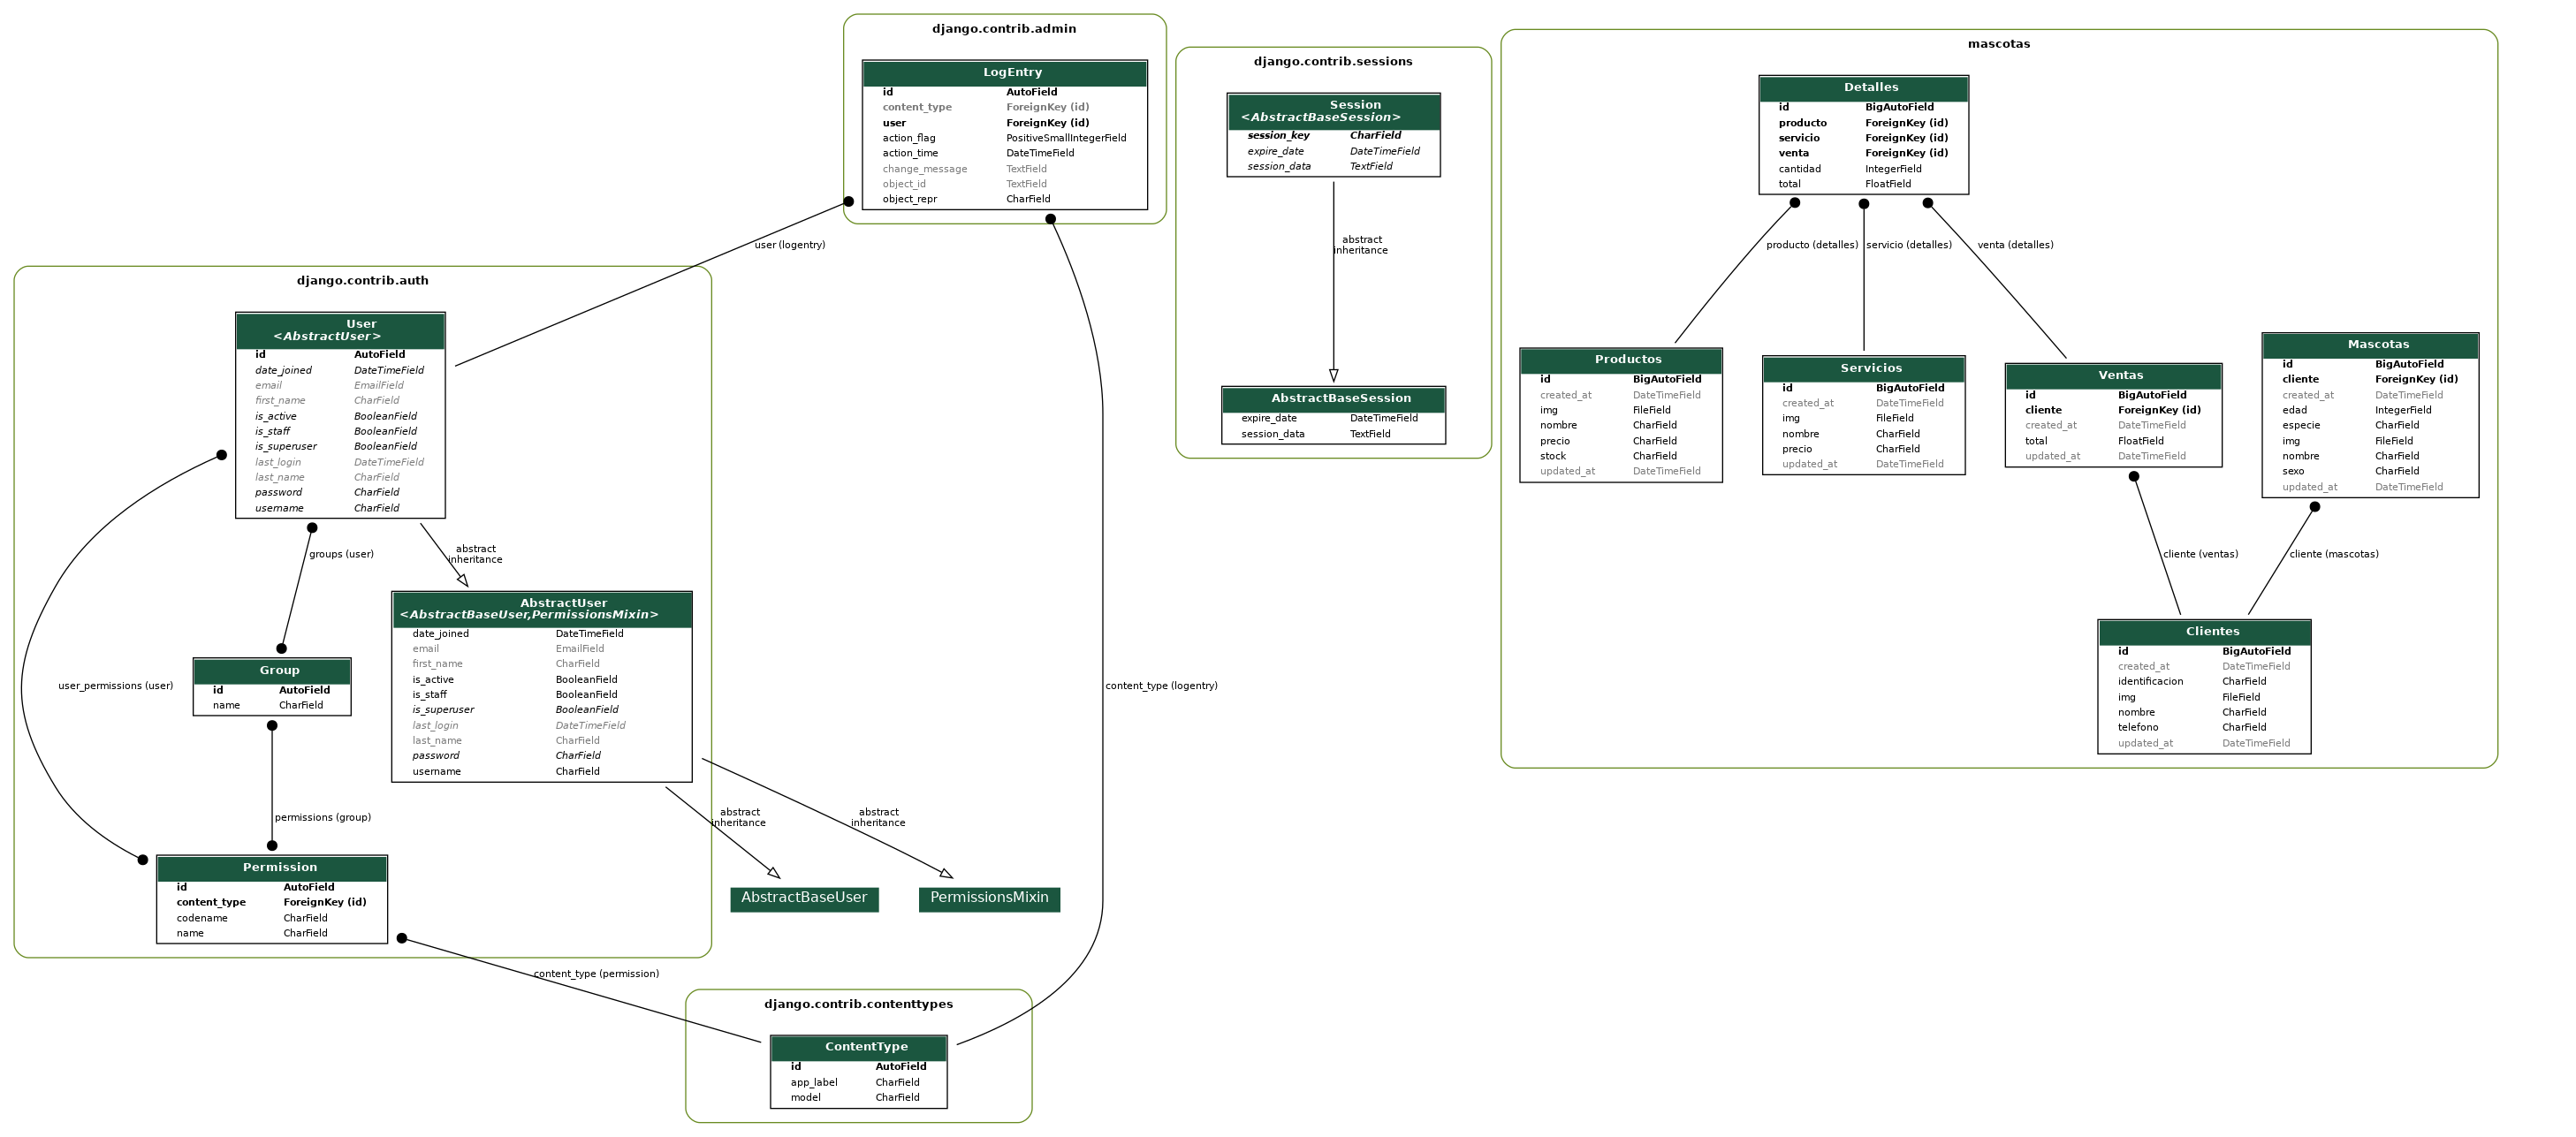 django.contrib.admin
LogEntry
id AutoField
content_type ForeignKey (id)
user ForeignKey (id)
action_flag PositiveSmallIntegerField
action_time DateTimeField
change_message TextField
object_id TextField
object_repr CharField
django.contrib.sessions
Session
<AbstractBaseSession>
session_key CharField
expire_date DateTimeField
session_data TextField
abstract
inheritance
AbstractBaseSession
expire_date DateTimeField
session_data TextField
mascotas
Detalles
id BigAutoField
producto ForeignKey (id)
servicio ForeignKey (id)
venta ForeignKey (id)
cantidad IntegerField
total FloatField
producto (detalles)
servicio (detalles)
venta (detalles)
Productos
id BigAutoField
created_at DateTimeField
img FileField
nombre CharField
precio CharField
stock CharField
updated_at DateTimeField
Servicios
id BigAutoField
created_at DateTimeField
img FileField
nombre CharField
precio CharField
updated_at DateTimeField
Ventas
id BigAutoField
cliente ForeignKey (id)
created_at DateTimeField
total FloatField
updated_at DateTimeField
Mascotas
id BigAutoField
cliente ForeignKey (id)
created_at DateTimeField
edad IntegerField
especie CharField
img FileField
nombre CharField
sexo CharField
updated_at DateTimeField
cliente (ventas)
cliente (mascotas)
Clientes
id BigAutoField
created_at DateTimeField
identificacion CharField
img FileField
nombre CharField
telefono CharField
updated_at DateTimeField
user (logentry)
django.contrib.auth
User
<AbstractUser>
id AutoField
date_joined DateTimeField
email EmailField
first_name CharField
is_active BooleanField
is_staff BooleanField
is_superuser BooleanField
last_login DateTimeField
last_name CharField
password CharField
username CharField
groups (user)
abstract
inheritance
AbstractUser
<AbstractBaseUser,PermissionsMixin>
date_joined DateTimeField
email EmailField
first_name CharField
is_active BooleanField
is_staff BooleanField
is_superuser BooleanField
last_login DateTimeField
last_name CharField
password CharField
username CharField
user_permissions (user)
Group
id AutoField
name CharField
content_type (logentry)
permissions (group)
abstract
inheritance
abstract
inheritance
Permission
id AutoField
content_type ForeignKey (id)
codename CharField
name CharField
AbstractBaseUser
PermissionsMixin
content_type (permission)
django.contrib.contenttypes
ContentType
id AutoField
app_label CharField
model CharField